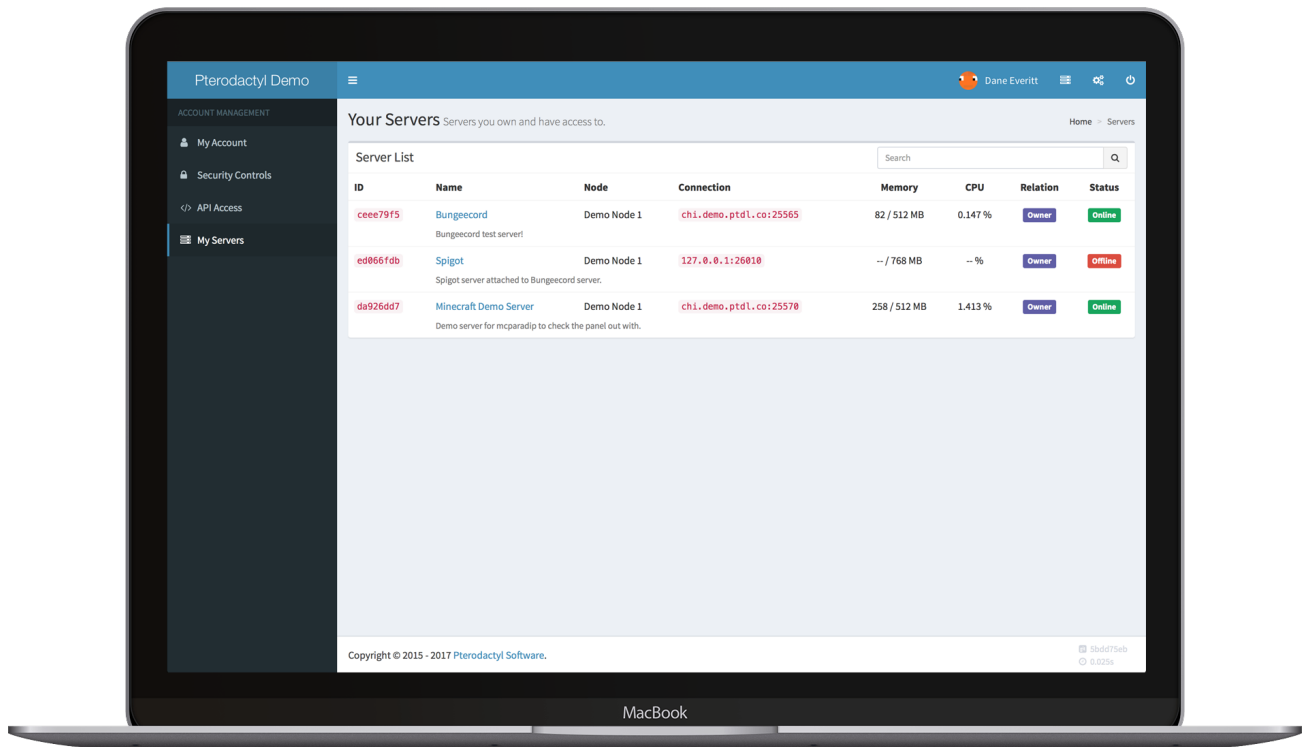 Pterodactyl Demo
Dane Everitt
ACCOUNT MANAGEMENT
My Account
Security Controls
API Access
My Servers
Your Servers Servers you own and have access to.
Home > Servers
Server List
Search
ID Name Node Connection Memory CPU Relation Status
ceee79f5 Bungeecord Demo Node 1 chi.demo.ptdl.co:25565 82 / 512 MB 0.147 % Owner Online
Bungeecord test server!
ed066fdb Spigot Demo Node 1 127.0.0.1:26010 -- / 768 MB -- % Owner Offline
Spigot server attached to Bungeecord server.
da926dd7 Minecraft Demo Server Demo Node 1 chi.demo.ptdl.co:25570 258 / 512 MB 1.413 % Owner Online
Demo server for mcparadip to check the panel out with.
Copyright © 2015 - 2017 Pterodactyl Software.
5bdd75eb
0.025s
MacBook